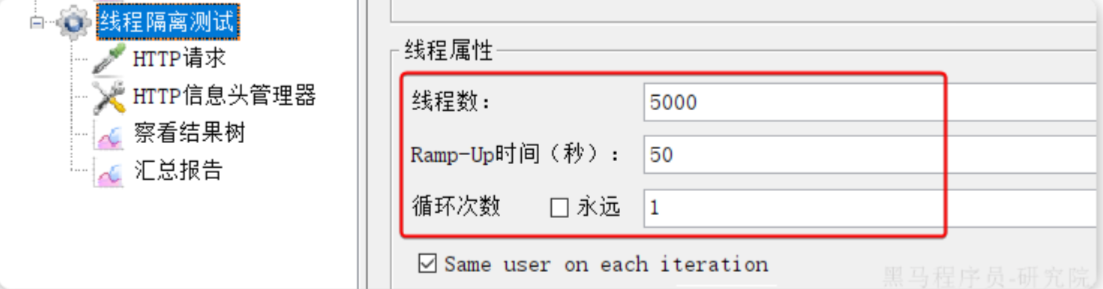 线程隔离测试
HTTP请求
HTTP信息头管理器
察看结果树
汇总报告
线程属性
线程数： 5000
Ramp-Up时间（秒）： 50
循环次数 永远 1
Same user on each iteration
黑马程序员-研究院